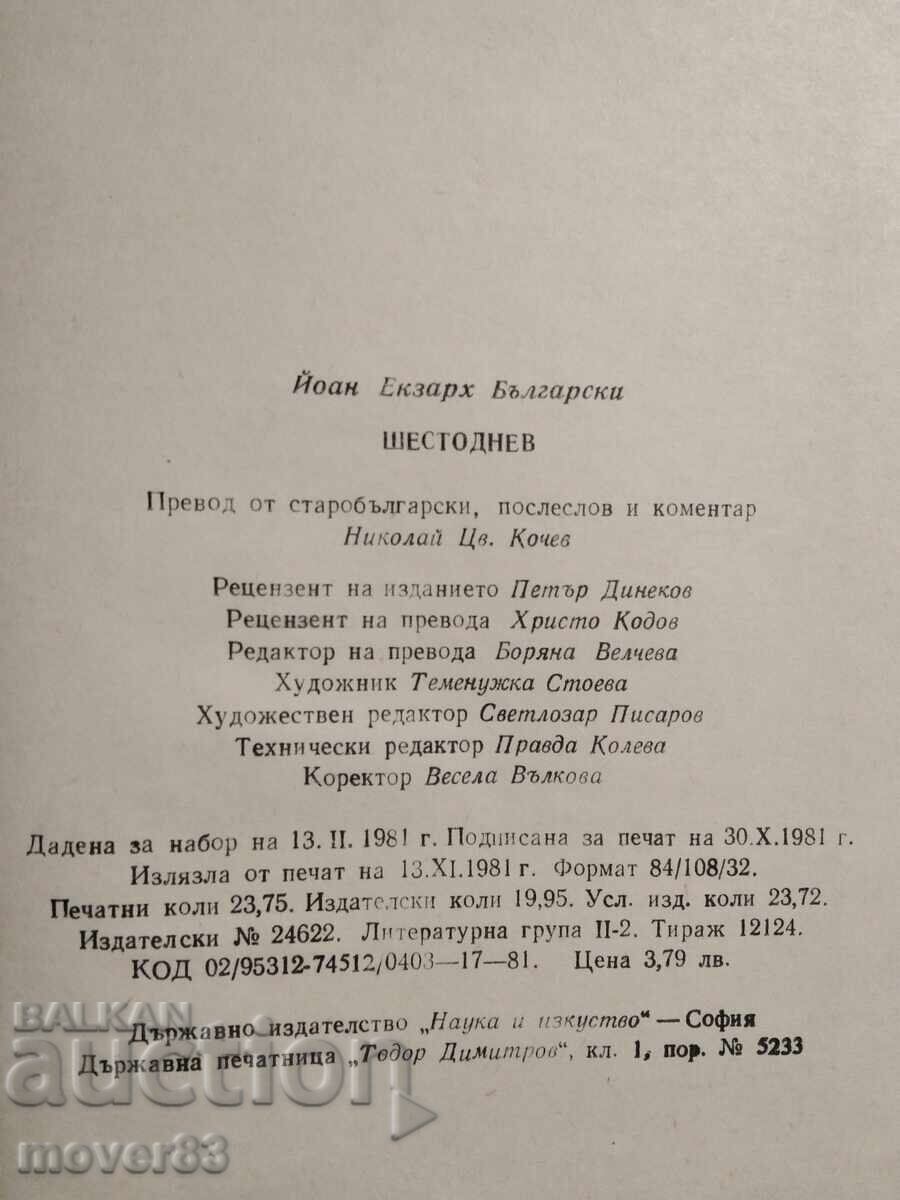 Йоан Екзарх Български
ШЕСТОДНЕВ
Превод от старобългарски, послеслов и коментар
Николай Цв. Кочев
Рецензент на изданието Петър Динеков
Рецензент на превода Христо Кодов
Редактор на превода Боряна Велчева
Художник Теменужка Стоева
Художествен редактор Светлозар Писаров
Технически редактор Правда Колева
Коректор Весела Вълкова
Дадена за набор на 13. II. 1981 г. Подписана за печат на 30.X.1981 г.
Излязла от печат на 13.XI.1981 г. Формат 84/108/32.
Печатни коли 23,75. Издателски коли 19,95. Усл. изд. коли 23,72.
Издателски № 24622. Литературна група II-2. Тираж 12124.
КОД 02/95312-74512/0403—17—81. Цена 3,79 лв.
Държавно издателство „Наука и изкуство“ — София
Държавна печатница „Тодор Димитров“, кл. 1, пор. № 5233
BALKAN
auction
mover83